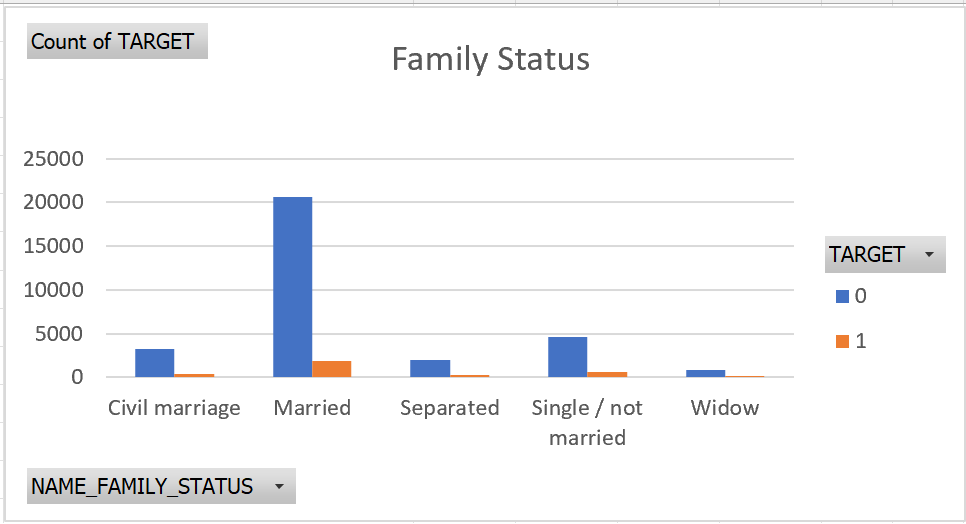 Count of TARGET
Family Status
25000
20000
15000
10000
5000
0
TARGET
0
1
Civil marriage
Married
Separated
Single / not
married
Widow
NAME_FAMILY_STATUS